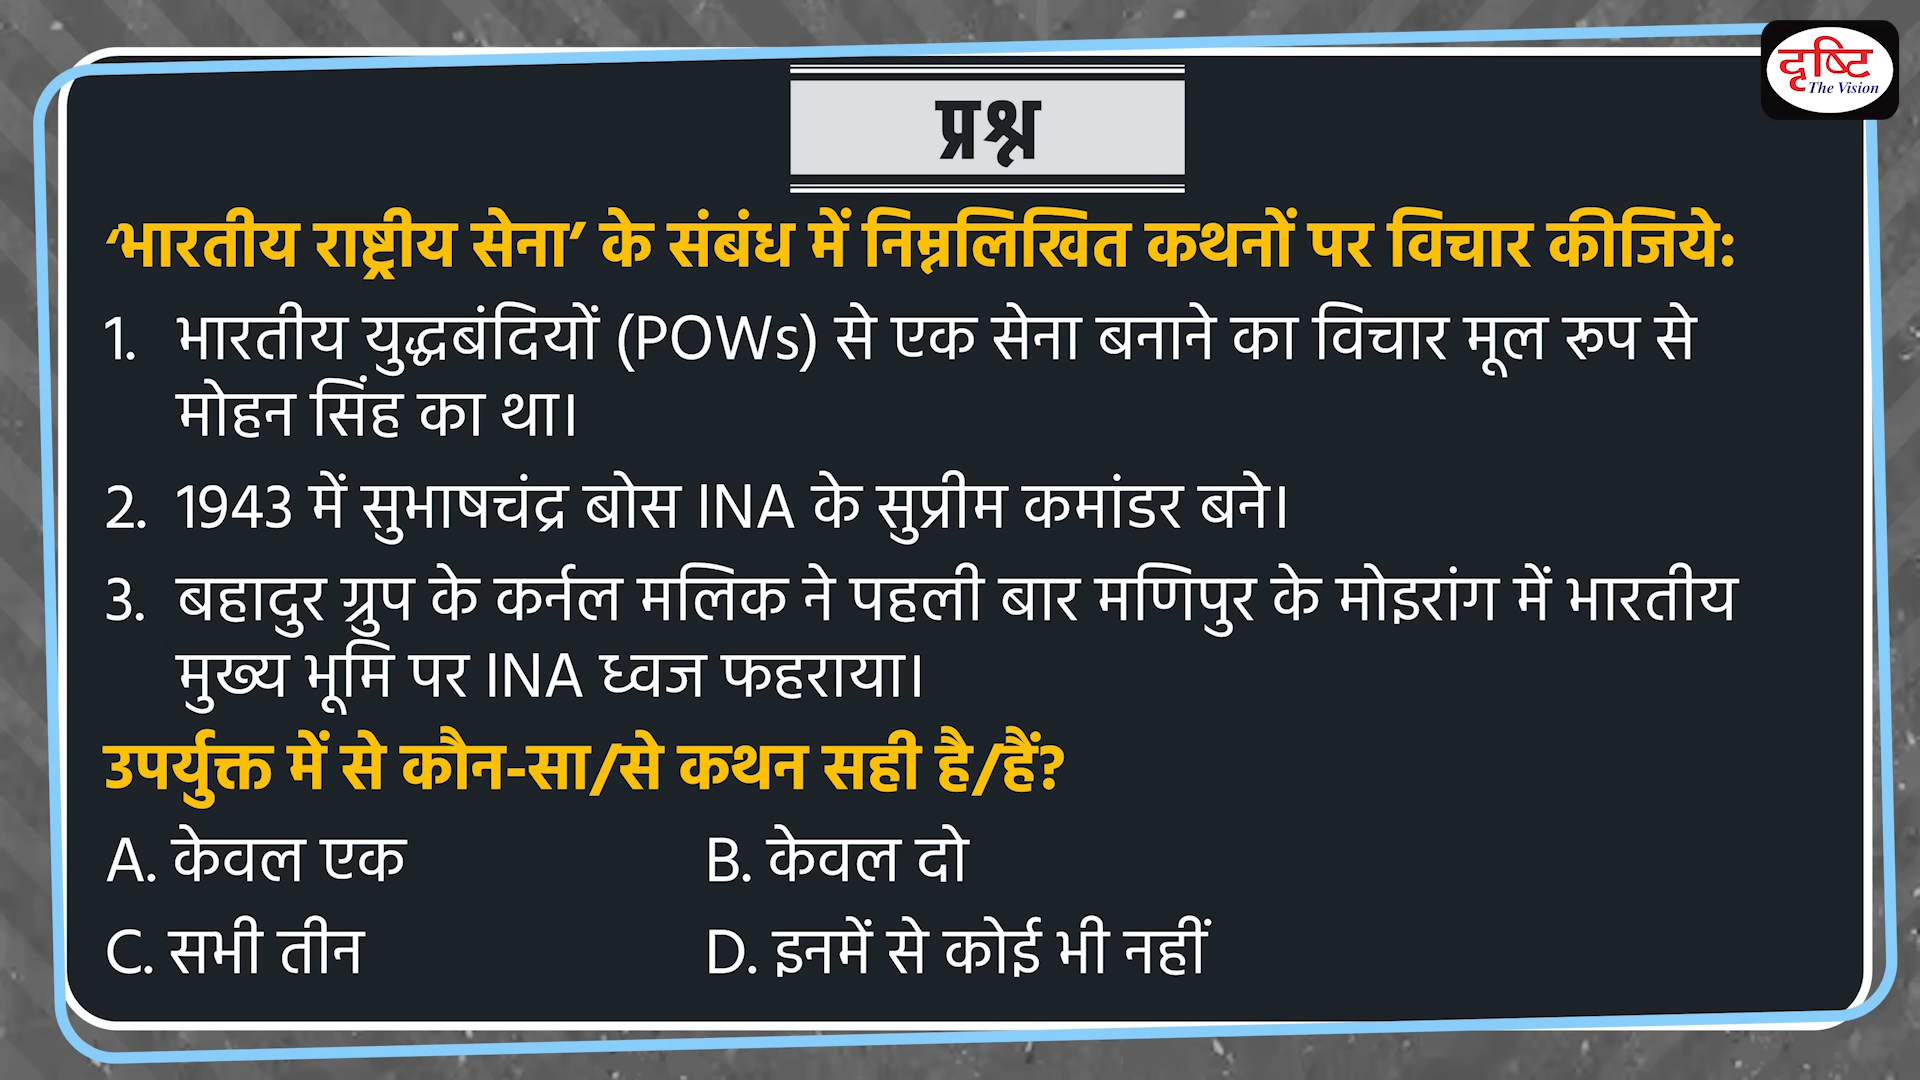 दृष्टि
The Vision
प्रश्न
‘भारतीय राष्ट्रीय सेना’ के संबंध में निम्नलिखित कथनों पर विचार कीजिये:
1. भारतीय युद्धबंदियों (POWs) से एक सेना बनाने का विचार मूल रूप से
मोहन सिंह का था।
2. 1943 में सुभाषचंद्र बोस INA के सुप्रीम कमांडर बने।
3. बहादुर ग्रुप के कर्नल मलिक ने पहली बार मणिपुर के मोइरांग में भारतीय
मुख्य भूमि पर INA ध्वज फहराया।
उपर्युक्त में से कौन-सा/से कथन सही है/हैं?
A. केवल एक B. केवल दो
C. सभी तीन D. इनमें से कोई भी नहीं